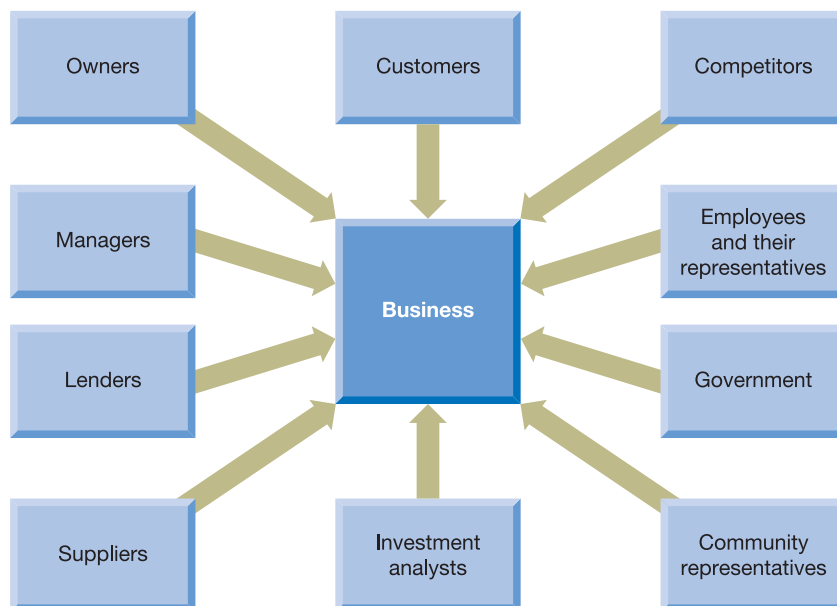 Owners
Customers
Competitors
Managers
Employees
and their
representatives
Business
Lenders
Government
Suppliers
Investment
analysts
Community
representatives